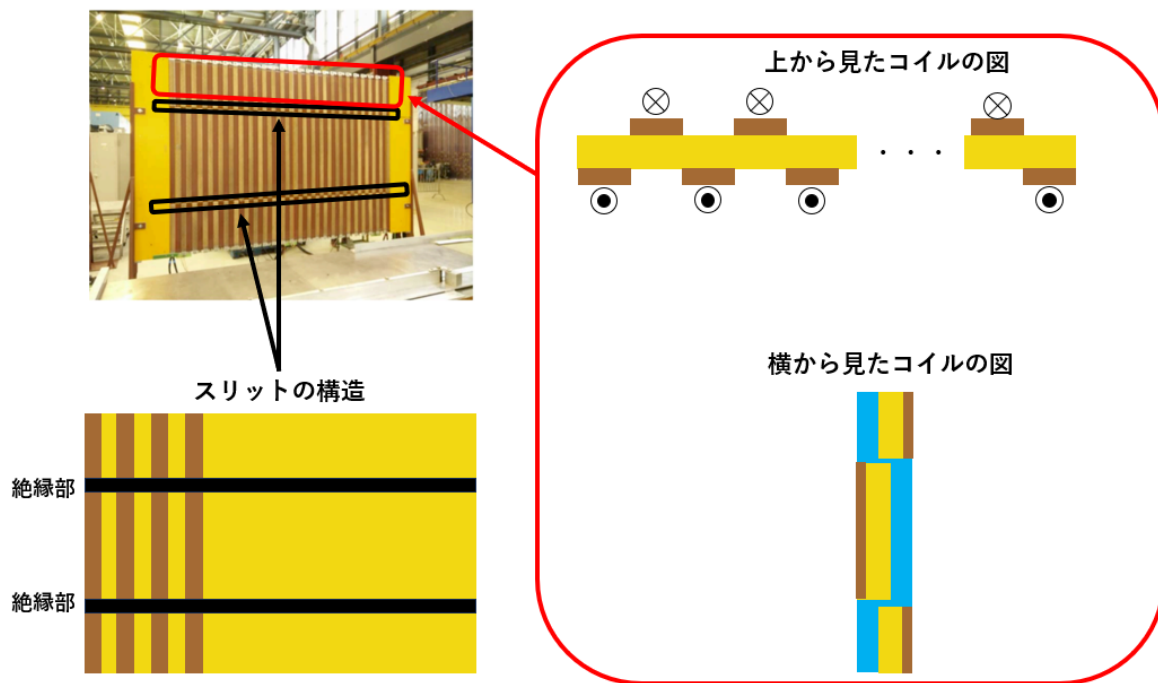 上から見たコイルの図
・・・
横から見たコイルの図
スリットの構造
絶縁部
絶縁部